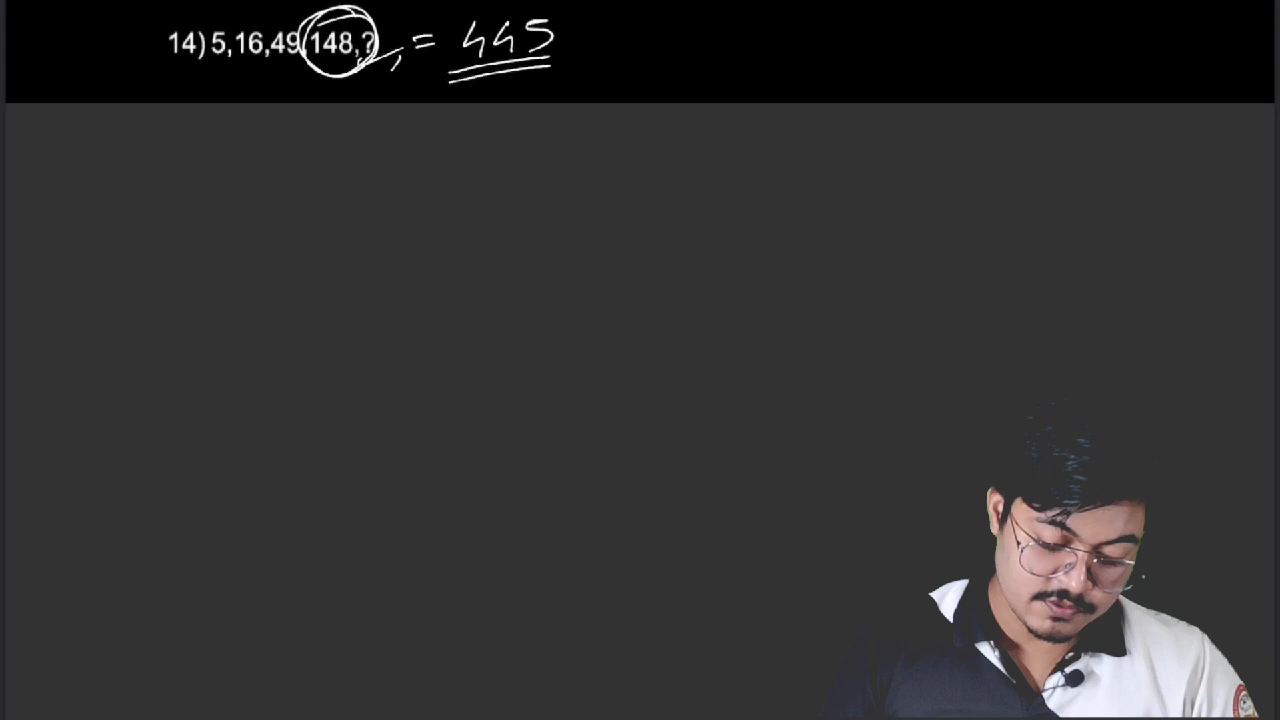 14) 5,16,49,148,? , = 445